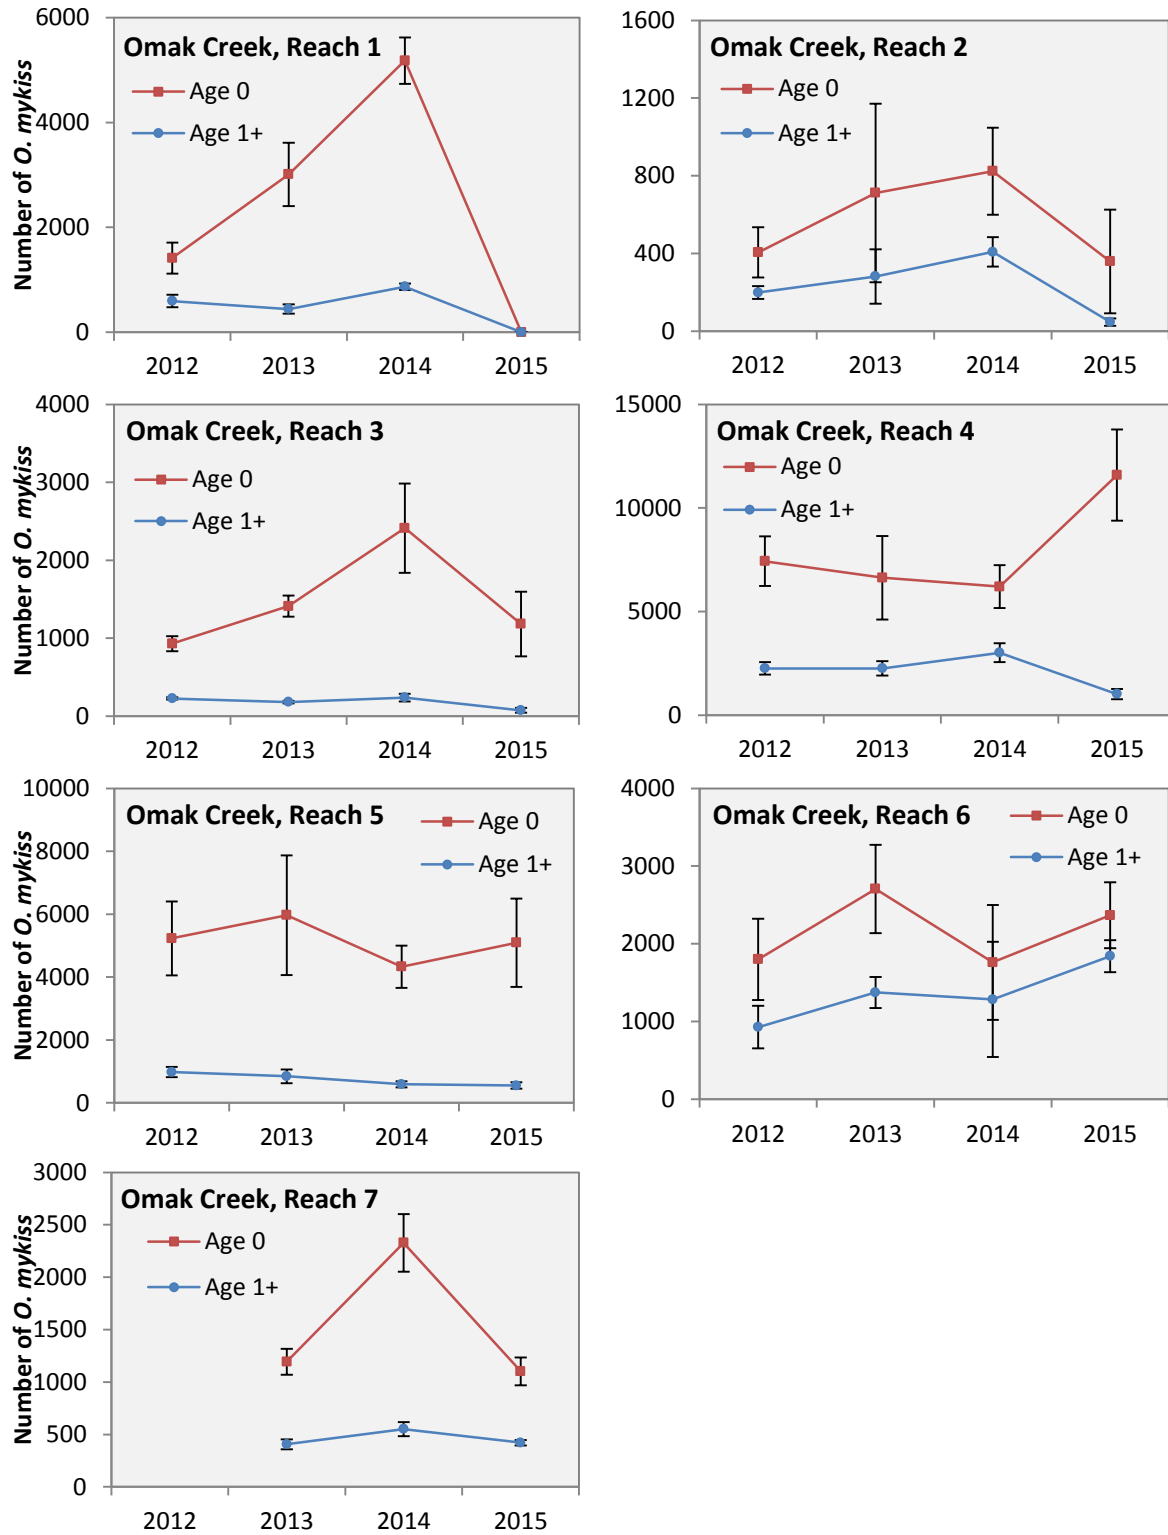 Omak Creek, Reach 1
Age 0
Age 1+
Number of O. mykiss
6000
4000
2000
0
2012 2013 2014 2015
Omak Creek, Reach 2
Age 0
Age 1+
1600
1200
800
400
0
2012 2013 2014 2015
Omak Creek, Reach 3
Age 0
Age 1+
Number of O. mykiss
4000
3000
2000
1000
0
2012 2013 2014 2015
Omak Creek, Reach 4
Age 0
Age 1+
15000
10000
5000
0
2012 2013 2014 2015
Omak Creek, Reach 5
Age 0
Age 1+
Number of O. mykiss
10000
8000
6000
4000
2000
0
2012 2013 2014 2015
Omak Creek, Reach 6
Age 0
Age 1+
4000
3000
2000
1000
0
2012 2013 2014 2015
Omak Creek, Reach 7
Age 0
Age 1+
Number of O. mykiss
3000
2500
2000
1500
1000
500
0
2012 2013 2014 2015